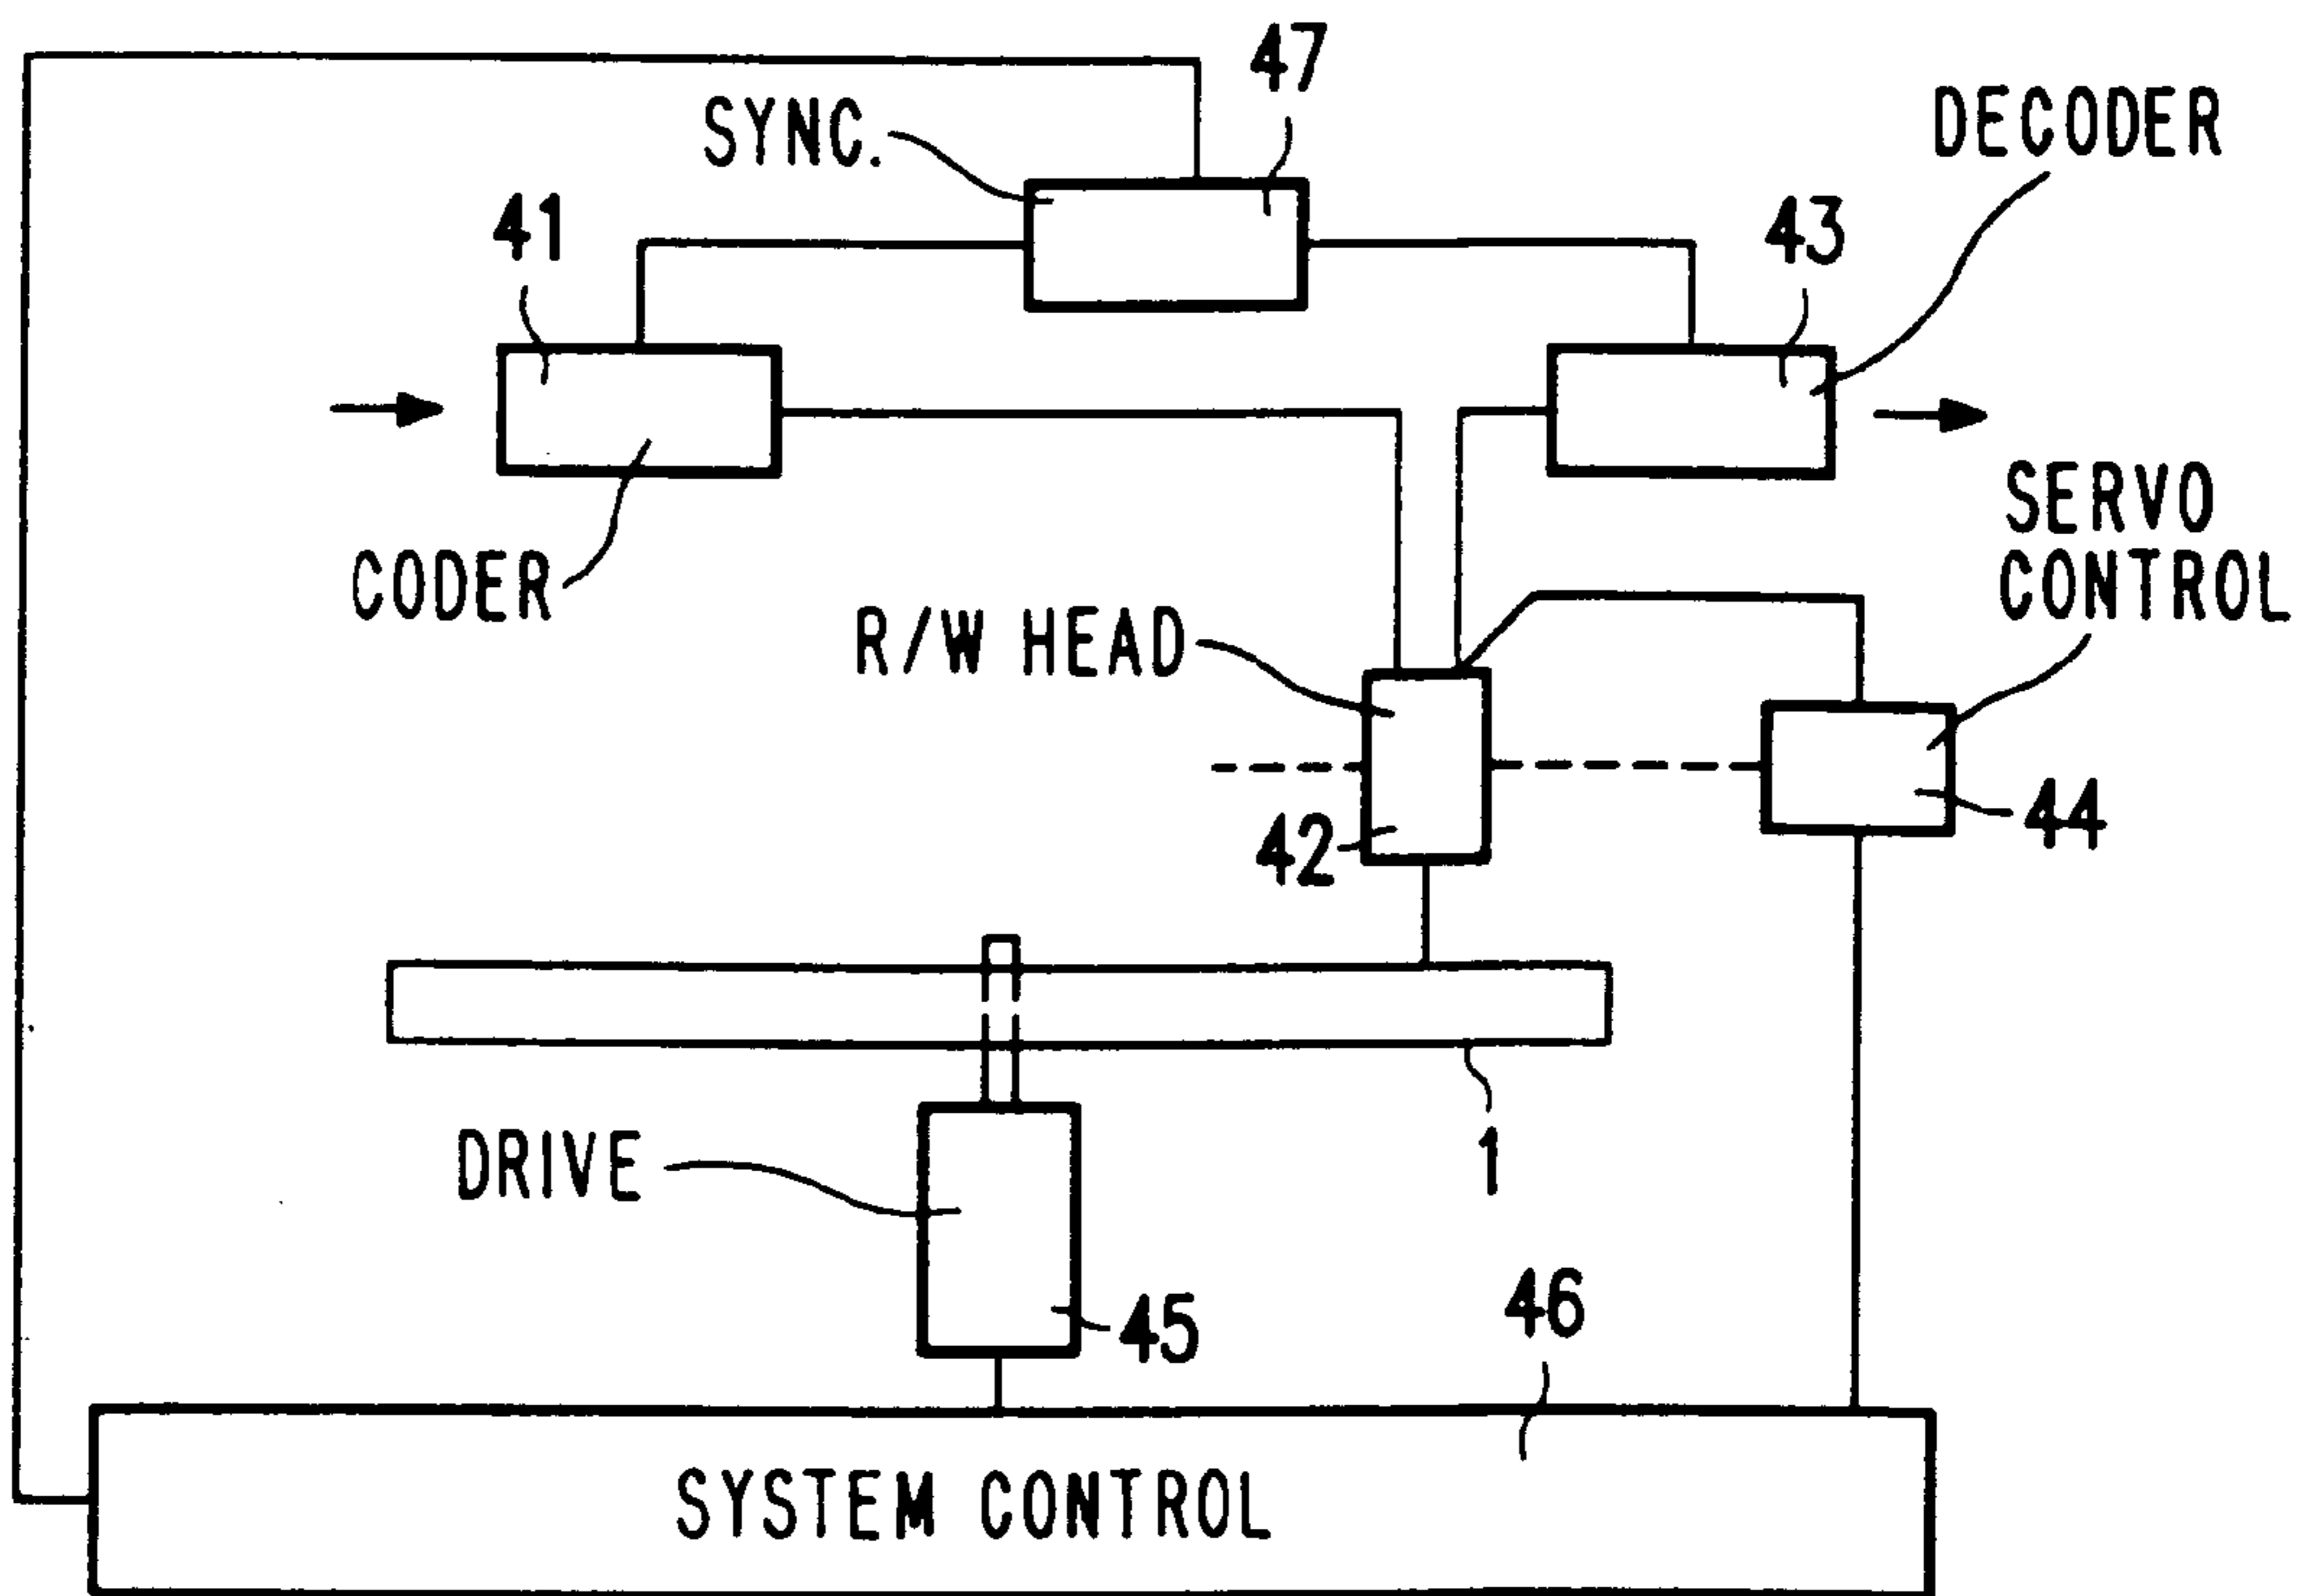 47
SYNC.
DECODER
41
43
SERVO
CONTROL
CODER
R/W HEAD
42
44
1
DRIVE
45
46
SYSTEM CONTROL